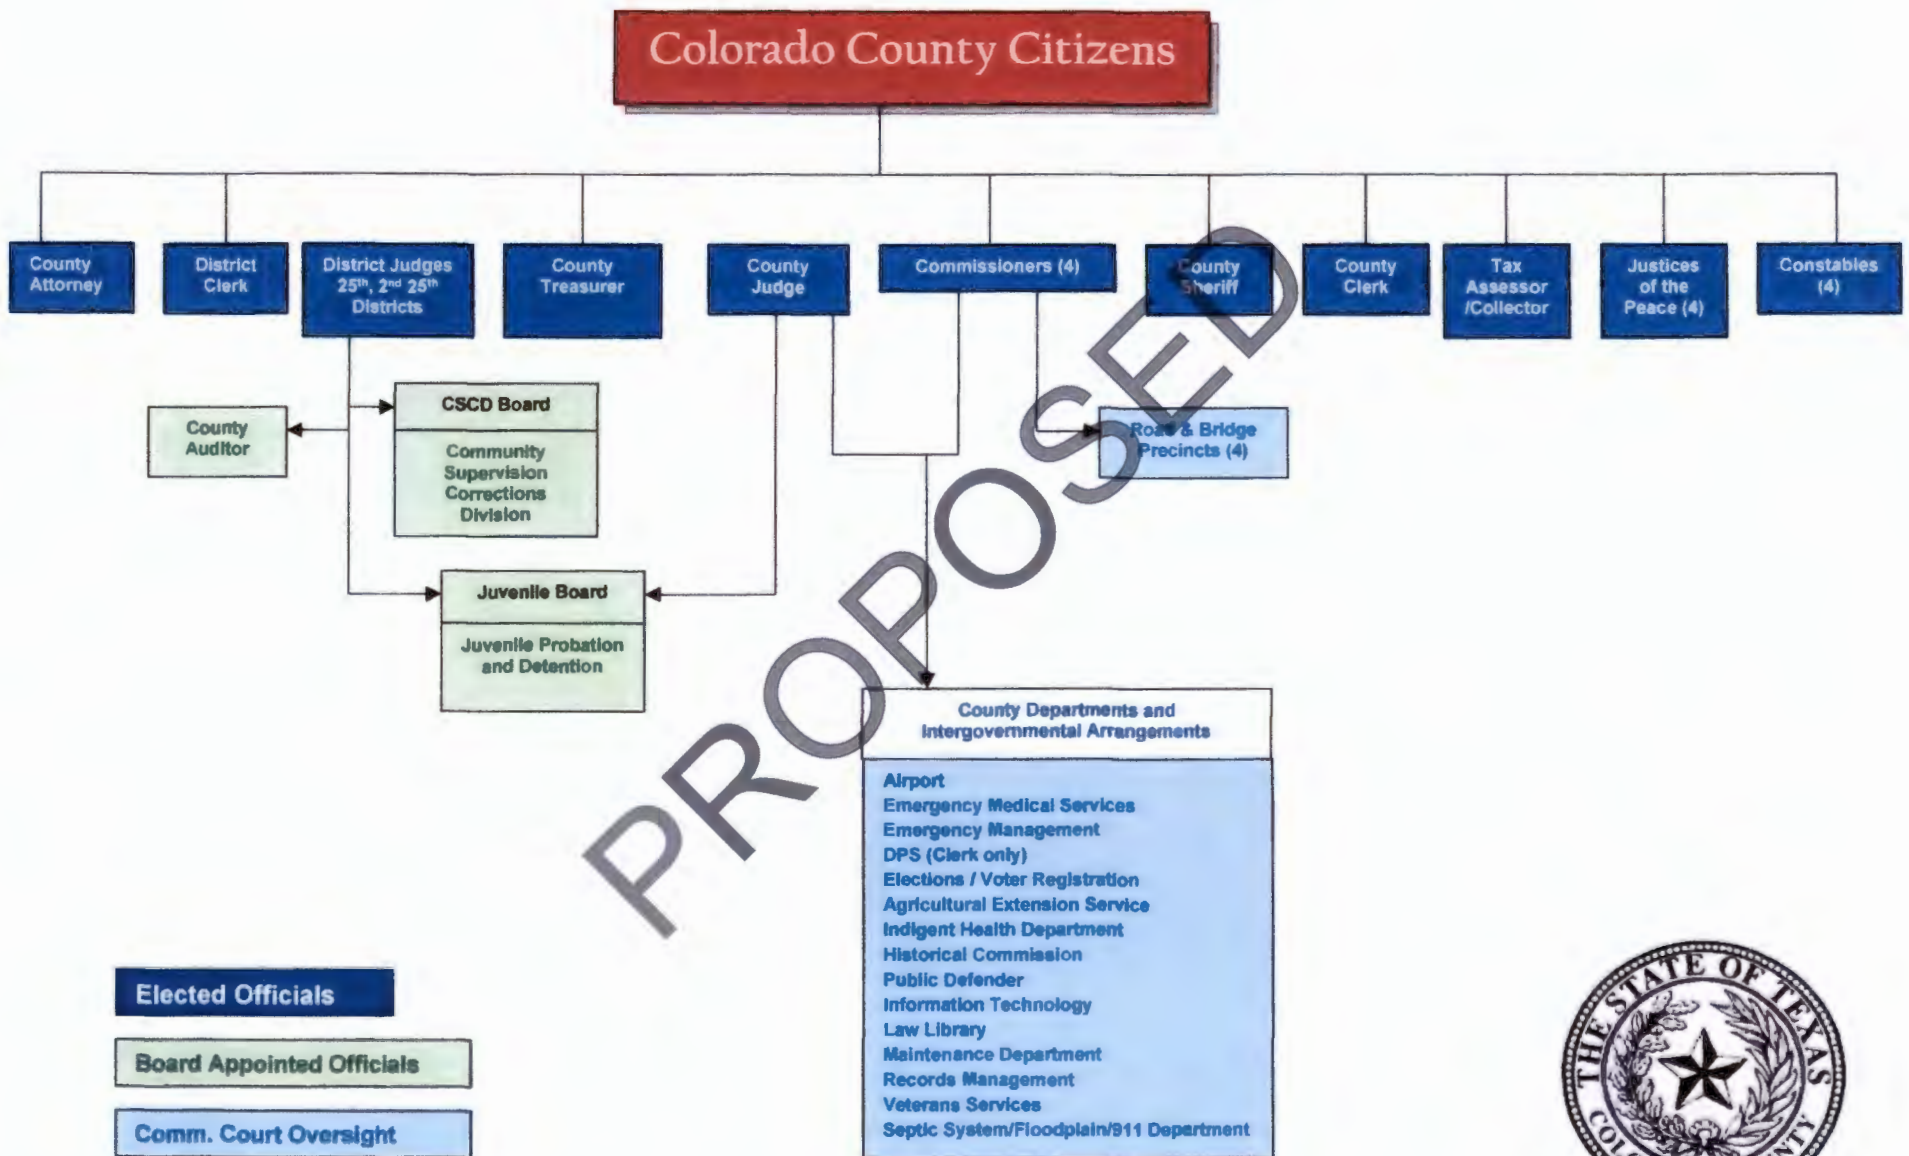 Colorado County Citizens
County
Attorney
District
Clerk
District Judges
25th, 2nd 25th
Districts
County
Treasurer
County
Judge
Commissioners (4)
County
Sheriff
County
Clerk
Tax
Assessor
/Collector
Justices
of the
Peace (4)
Constables
(4)
County
Auditor
CSCD Board
Community
Supervision
Corrections
Division
Road & Bridge
Precincts (4)
Juvenile Board
Juvenile Probation
and Detention
PROPOSED
County Departments and
Intergovernmental Arrangements
Airport
Emergency Medical Services
Emergency Management
DPS (Clerk only)
Elections / Voter Registration
Agricultural Extension Service
Indigent Health Department
Historical Commission
Public Defender
Information Technology
Law Library
Maintenance Department
Records Management
Veterans Services
Septic System/Floodplain/911 Department
Elected Officials
Board Appointed Officials
Comm. Court Oversight
THE STATE OF TEXAS